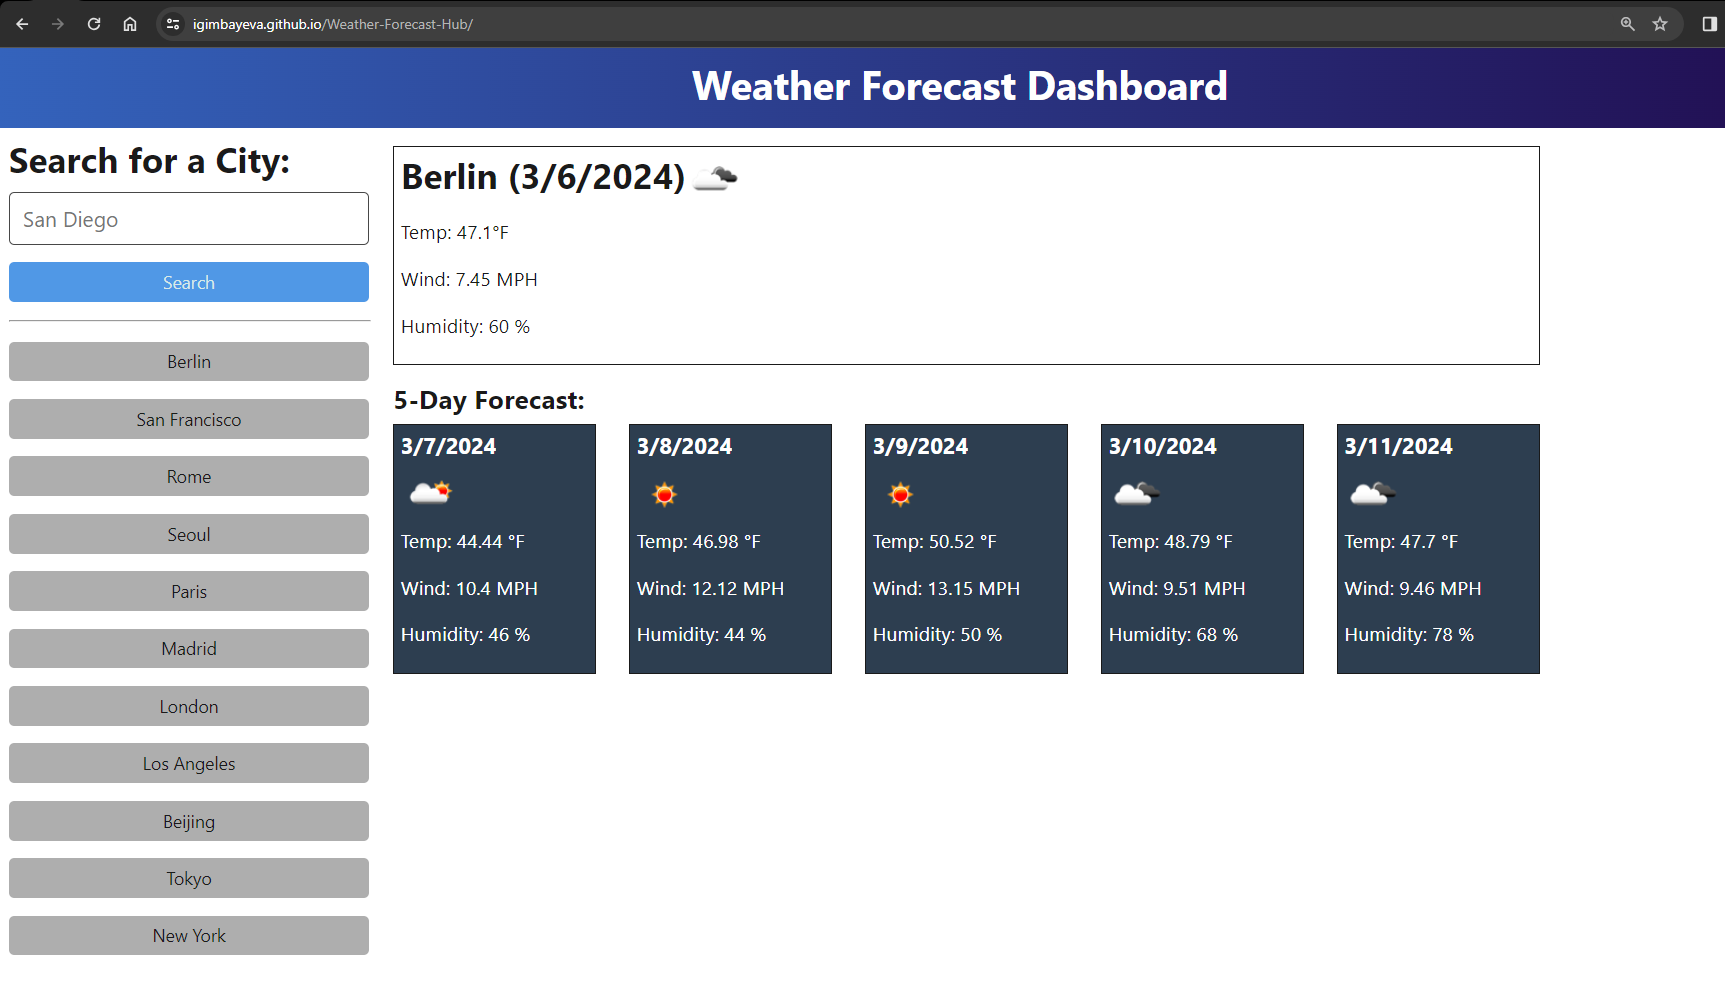 igimbayeva.github.io/Weather-Forecast-Hub/
Weather Forecast Dashboard
Search for a City:
San Diego
Search
Berlin
San Francisco
Rome
Seoul
Paris
Madrid
London
Los Angeles
Beijing
Tokyo
New York
Berlin (3/6/2024)
Temp: 47.1°F
Wind: 7.45 MPH
Humidity: 60 %
5-Day Forecast:
3/7/2024
Temp: 44.44 °F
Wind: 10.4 MPH
Humidity: 46 %
3/8/2024
Temp: 46.98 °F
Wind: 12.12 MPH
Humidity: 44 %
3/9/2024
Temp: 50.52 °F
Wind: 13.15 MPH
Humidity: 50 %
3/10/2024
Temp: 48.79 °F
Wind: 9.51 MPH
Humidity: 68 %
3/11/2024
Temp: 47.7 °F
Wind: 9.46 MPH
Humidity: 78 %